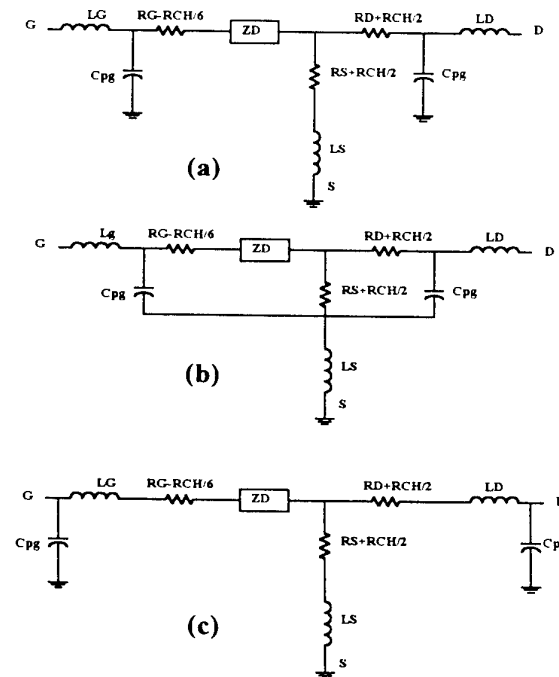 G LG RG-RCH/6 ZD RD+RCH/2 LD D
Cpg RS+RCH/2 Cpg
LS
(a) S
G Lg RG-RCH/6 ZD RD+RCH/2 LD D
Cpg RS+RCH/2 Cpg
LS
(b) S
G LG RG-RCH/6 ZD RD+RCH/2 LD
Cpg RS+RCH/2 Cp
LS
(c) S